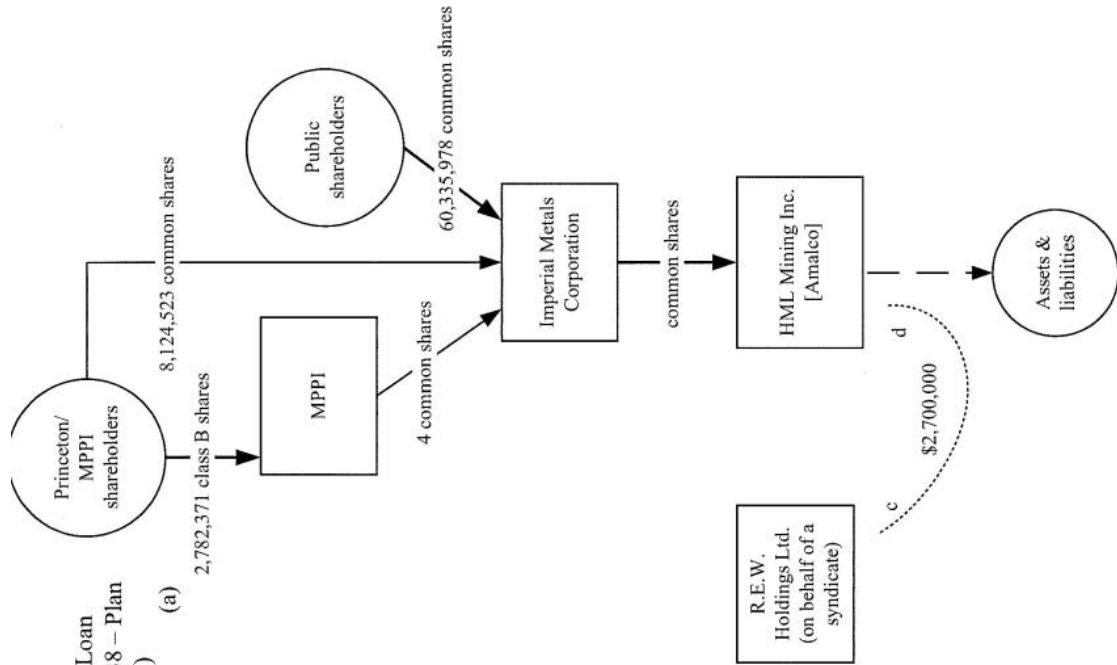 Loan
8 – Plan
)
(a)
Princeton/
MPPI
shareholders
8,124,523 common shares
2,782,371 class B shares
Public
shareholders
MPPI
60,335,978 common shares
4 common shares
Imperial Metals
Corporation
common shares
HML Mining Inc.
[Amalco]
R.E.W.
Holdings Ltd.
(on behalf of a
syndicate)
c
d
$2,700,000
Assets &
liabilities